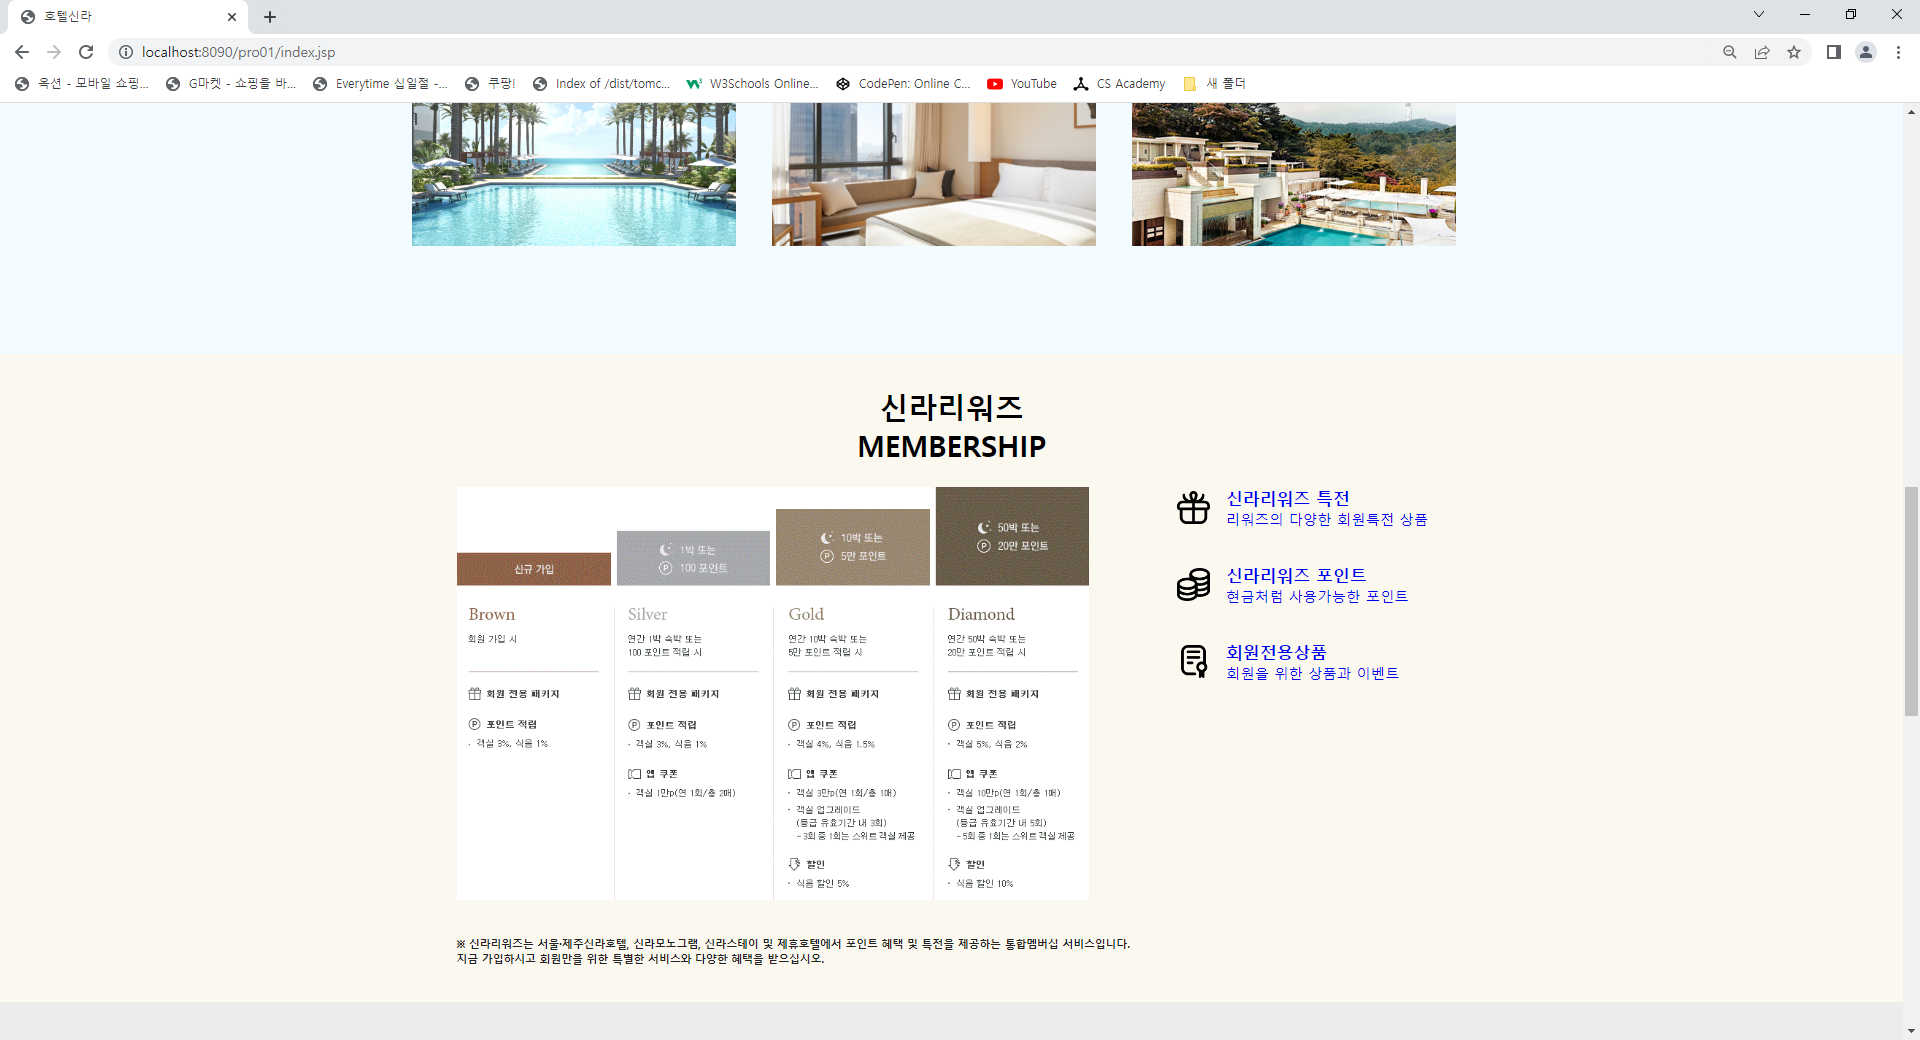 호텔신라
localhost:8090/pro01/index.jsp
옥션 - 모바일 쇼핑...
G마켓 - 쇼핑을 바...
Everytime 십일절 -...
쿠팡!
Index of /dist/tomc...
W3Schools Online...
CodePen: Online C...
YouTube
CS Academy
새 폴더
신라리워즈
MEMBERSHIP
신규 가입
1박 또는
100 포인트
10박 또는
5만 포인트
50박 또는
20만 포인트
Brown
회원 가입 시
회원 전용 패키지
포인트 적립
· 객실 3%, 식음 1%
Silver
연간 1박 숙박 또는
100 포인트 적립 시
회원 전용 패키지
포인트 적립
· 객실 3%, 식음 1%
앱 쿠폰
· 객실 1만p(연 1회/총 2매)
Gold
연간 10박 숙박 또는
5만 포인트 적립 시
회원 전용 패키지
포인트 적립
· 객실 4%, 식음 1.5%
앱 쿠폰
· 객실 3만p(연 1회/총 1매)
· 객실 업그레이드
(등급 유효기간 내 3회)
- 3회 중 1회는 스위트객실 제공
할인
· 식음 할인 5%
Diamond
연간 50박 숙박 또는
20만 포인트 적립 시
회원 전용 패키지
포인트 적립
· 객실 5%, 식음 2%
앱 쿠폰
· 객실 10만p(연 1회/총 1매)
· 객실 업그레이드
(등급 유효기간 내 5회)
- 5회 중 1회는 스위트객실 제공
할인
· 식음 할인 10%
신라리워즈 특전
리워즈의 다양한 회원특전 상품
신라리워즈 포인트
현금처럼 사용가능한 포인트
회원전용상품
회원을 위한 상품과 이벤트
※ 신라리워즈는 서울·제주신라호텔, 신라모노그램, 신라스테이 및 제휴호텔에서 포인트 혜택 및 특전을 제공하는 통합멤버십 서비스입니다.
지금 가입하시고 회원만을 위한 특별한 서비스와 다양한 혜택을 받으십시오.